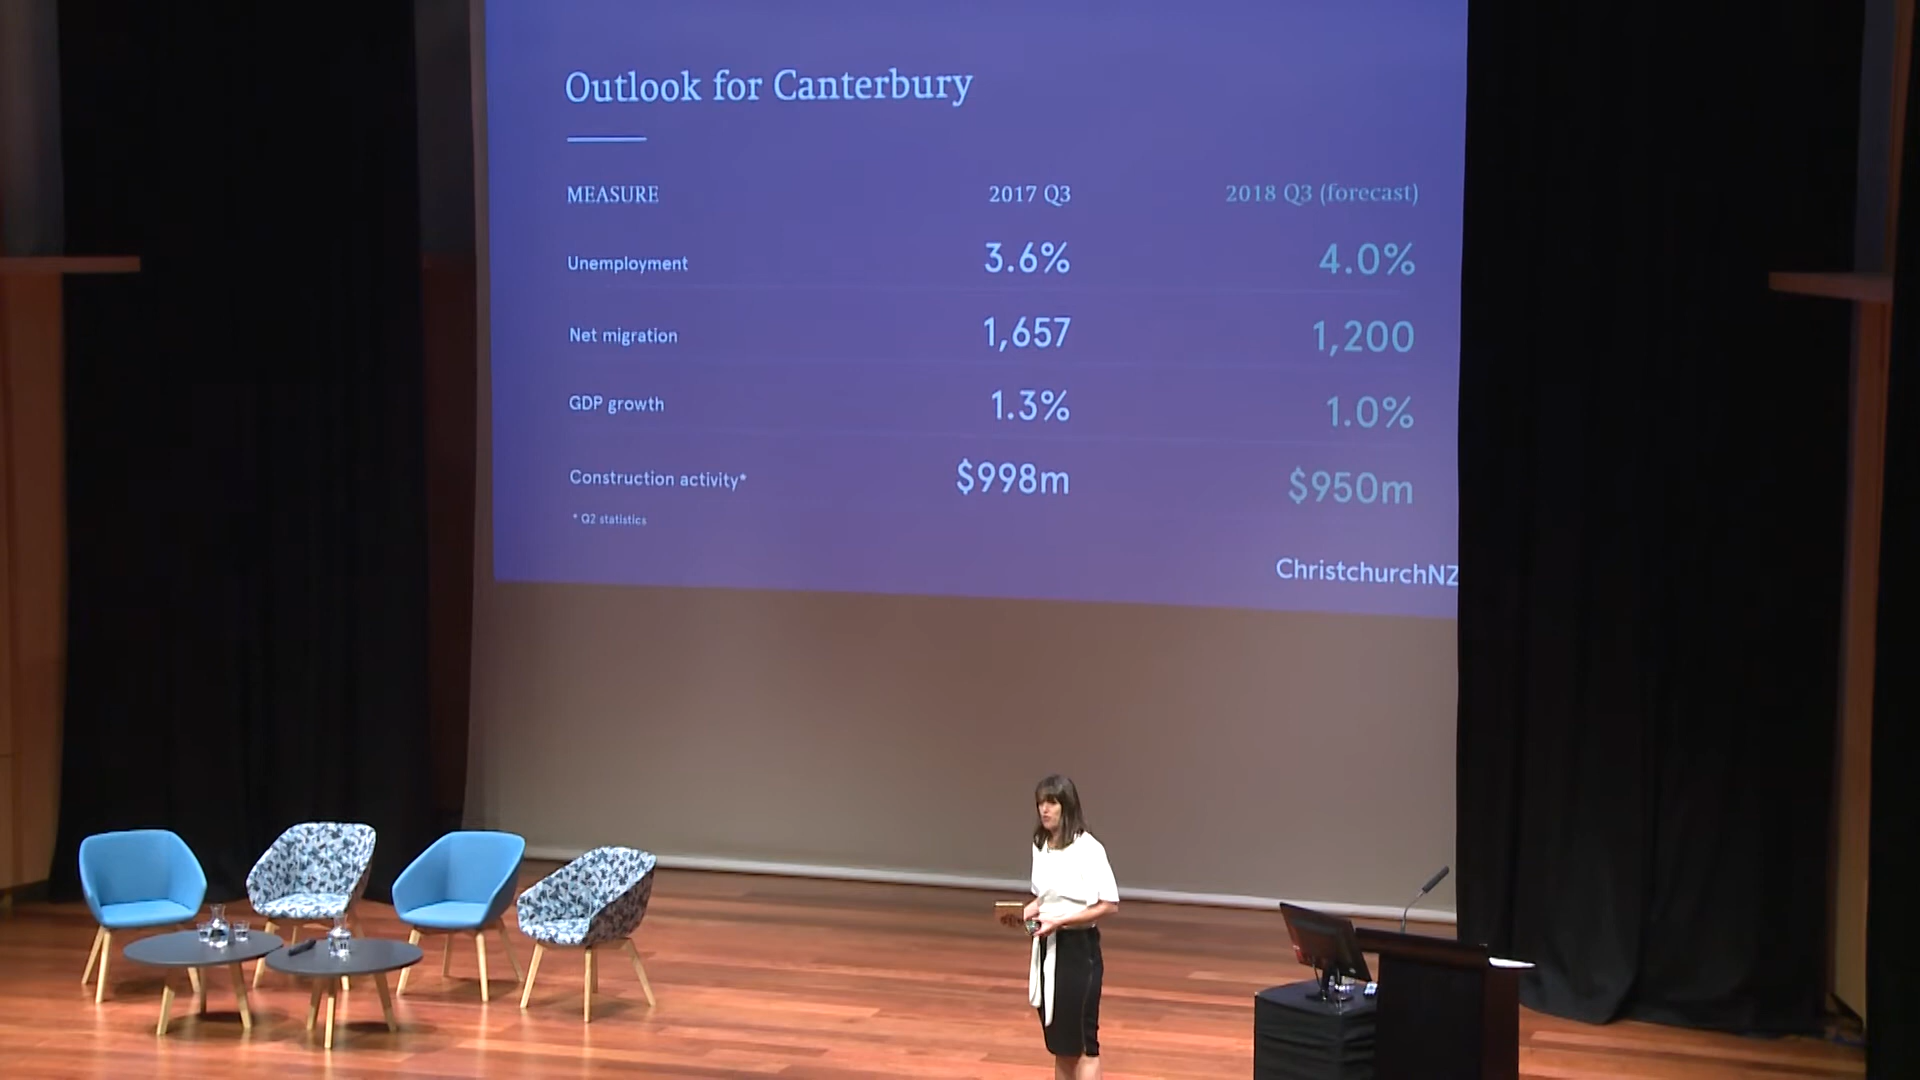 Outlook for Canterbury
MEASURE 2017 Q3 2018 Q3 (forecast)
Unemployment 3.6% 4.0%
Net migration 1,657 1,200
GDP growth 1.3% 1.0%
Construction activity* $998m $950m
* Q2 statistics
ChristchurchNZ